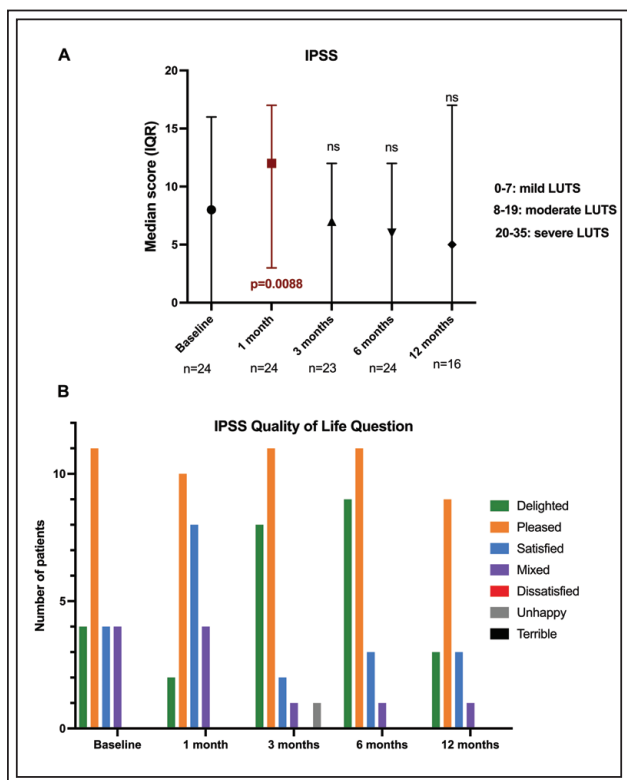 A
IPSS
Median score (IQR)
20
15
10
5
0
ns
ns
ns
p=0.0088
0-7: mild LUTS
8-19: moderate LUTS
20-35: severe LUTS
Baseline
1 month
3 months
6 months
12 months
n=24
n=24
n=23
n=24
n=16
B
IPSS Quality of Life Question
Number of patients
10
5
0
Delighted
Pleased
Satisfied
Mixed
Dissatisfied
Unhappy
Terrible
Baseline
1 month
3 months
6 months
12 months